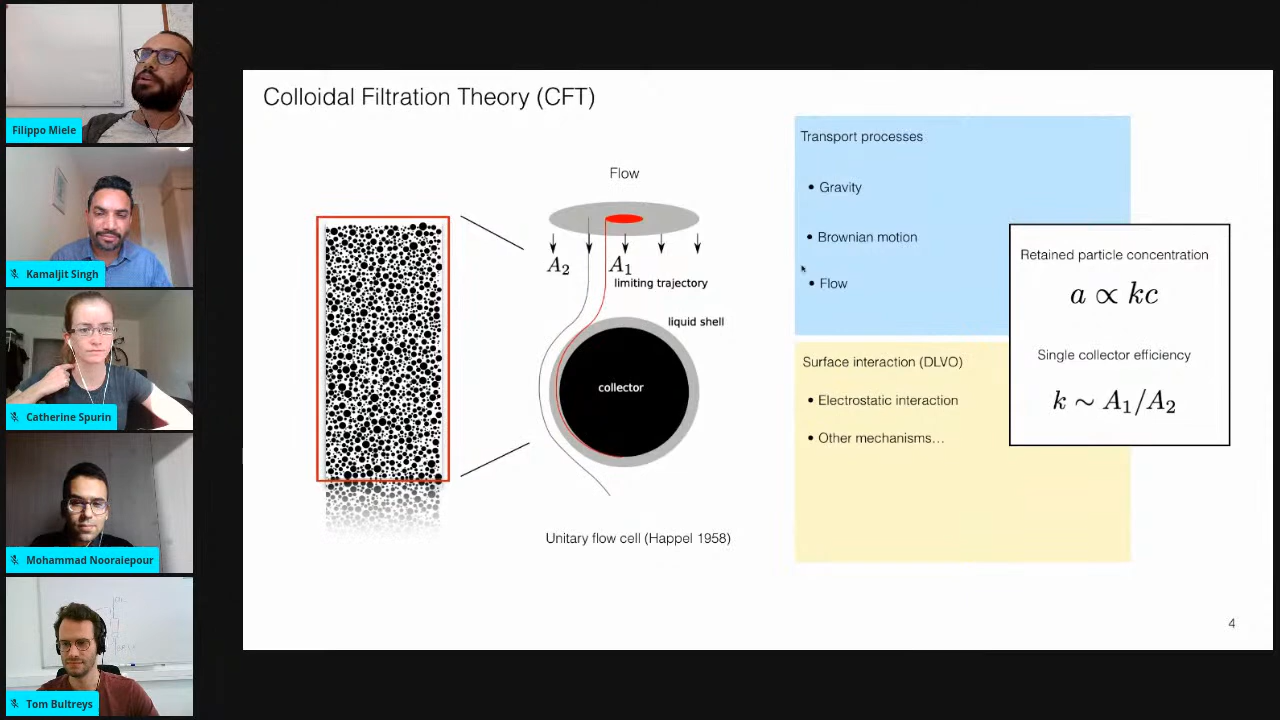 Filippo Miele
Kamaljit Singh
Catherine Spurin
Mohammad Nooraiepour
Tom Bultreys
Colloidal Filtration Theory (CFT)
Flow
A₂
A₁
limiting trajectory
liquid shell
collector
Unitary flow cell (Happel 1958)
Transport processes
• Gravity
• Brownian motion
• Flow
Surface interaction (DLVO)
• Electrostatic interaction
• Other mechanisms…
Retained particle concentration
a ∝ kc
Single collector efficiency
k ∼ A₁/A₂
4